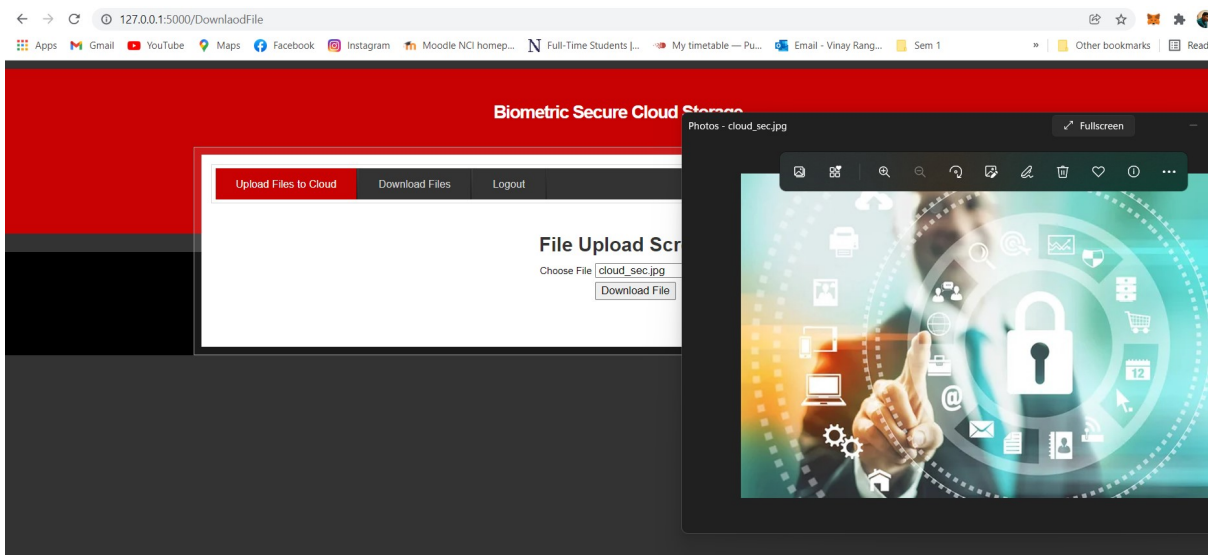 127.0.0.1:5000/DownlaodFile
Apps Gmail YouTube Maps Facebook Instagram Moodle NCI homep... Full-Time Students |... My timetable — Pu... Email - Vinay Rang... Sem 1 » Other bookmarks Read
Biometric Secure Cloud Storage
Photos - cloud_sec.jpg Fullscreen
Upload Files to Cloud Download Files Logout
File Upload Scr
Choose File cloud_sec.jpg
Download File
12
@